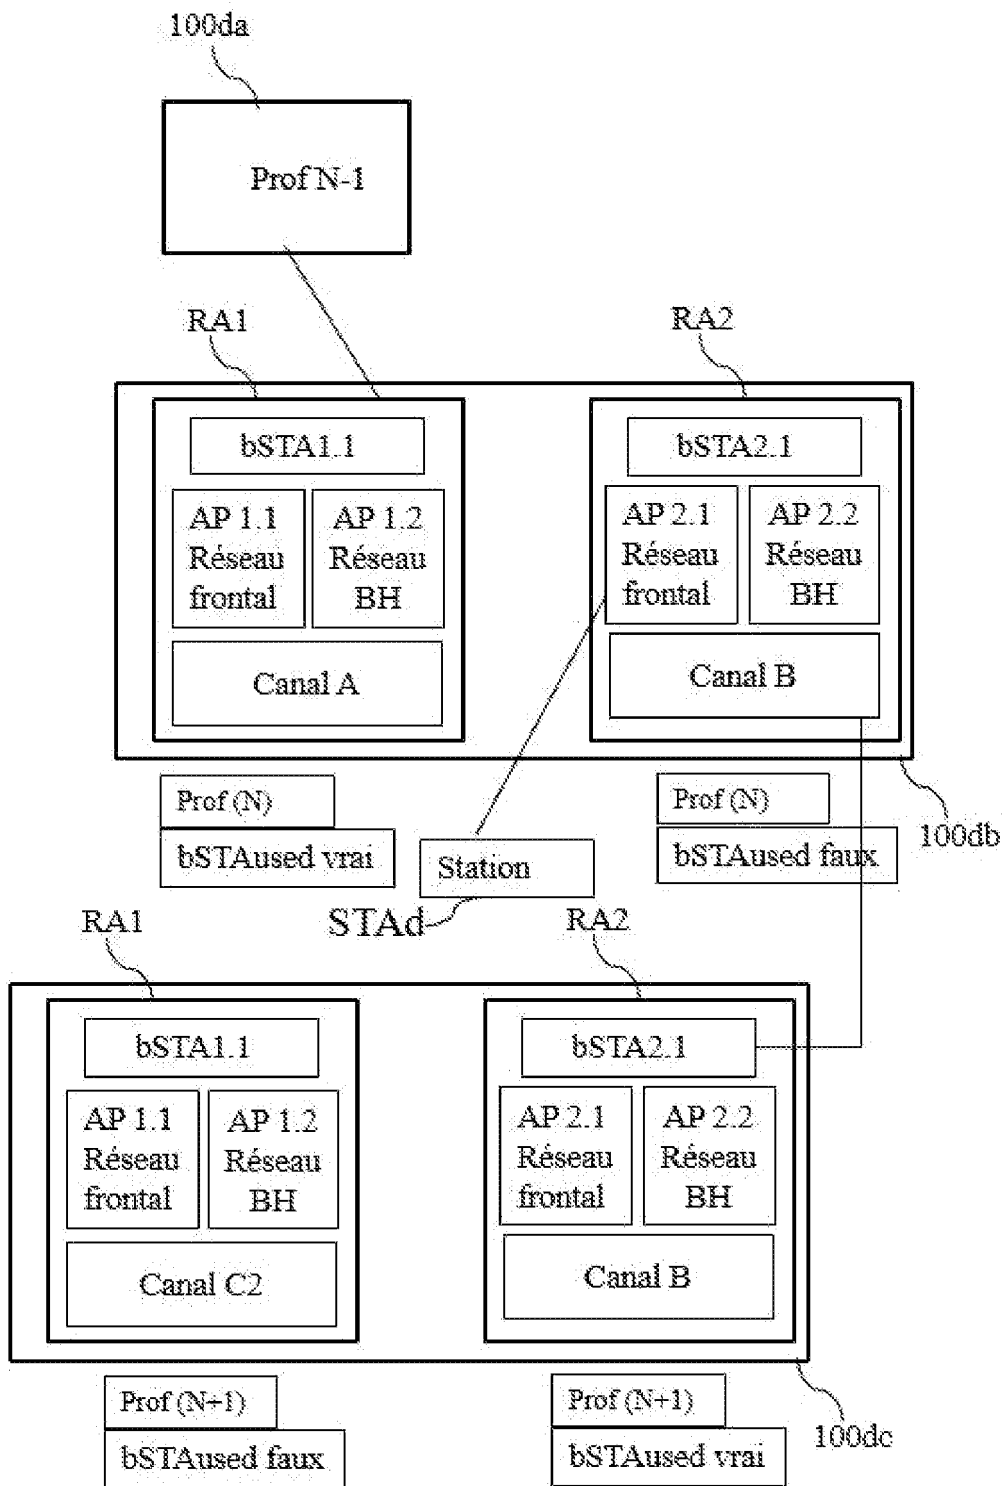 100da
Prof N-1
RA1
RA2
bSTA1.1
AP 1.1
Réseau
frontal
AP 1.2
Réseau
BH
Canal A
bSTA2.1
AP 2.1
Réseau
frontal
AP 2.2
Réseau
BH
Canal B
Prof (N)
bSTAused vrai
Prof (N)
bSTAused faux
100db
Station
STAd
RA1
RA2
bSTA1.1
AP 1.1
Réseau
frontal
AP 1.2
Réseau
BH
Canal C2
bSTA2.1
AP 2.1
Réseau
frontal
AP 2.2
Réseau
BH
Canal B
Prof (N+1)
bSTAused faux
Prof (N+1)
bSTAused vrai
100dc